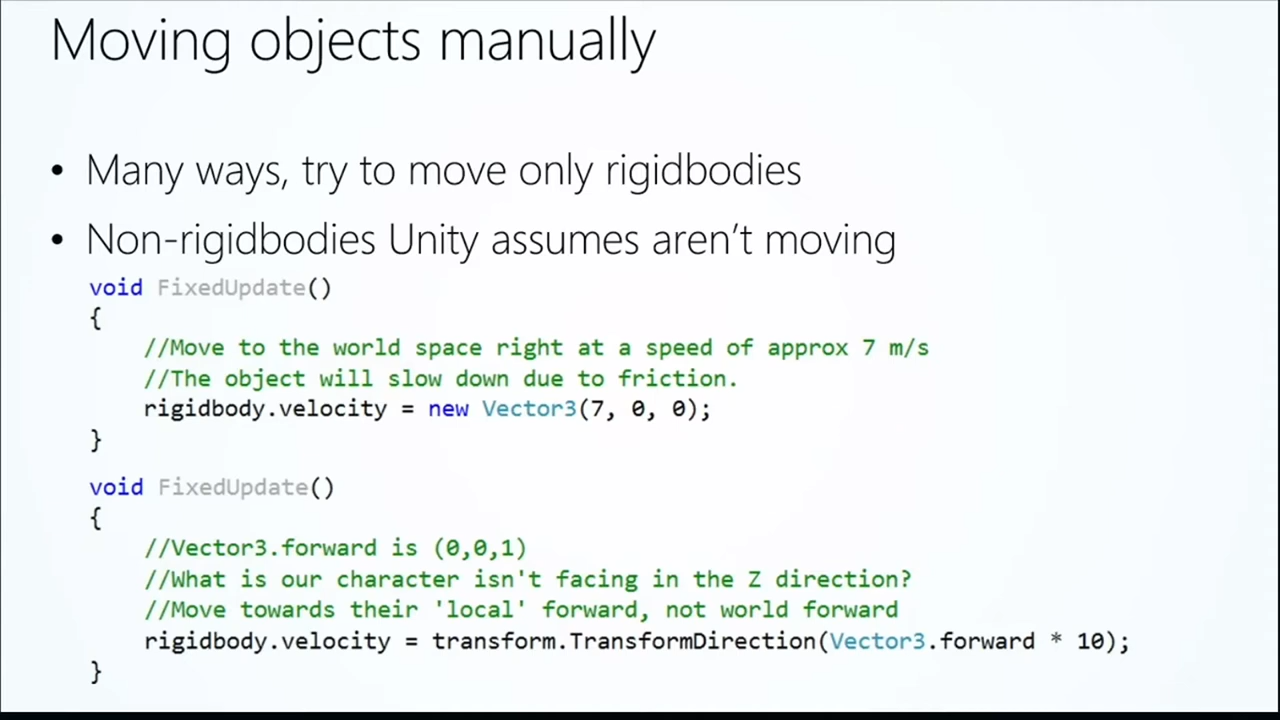 Moving objects manually
• Many ways, try to move only rigidbodies
• Non-rigidbodies Unity assumes aren't moving
void FixedUpdate()
{
//Move to the world space right at a speed of approx 7 m/s
//The object will slow down due to friction.
rigidbody.velocity = new Vector3(7, 0, 0);
}
void FixedUpdate()
{
//Vector3.forward is (0,0,1)
//What is our character isn't facing in the Z direction?
//Move towards their 'local' forward, not world forward
rigidbody.velocity = transform.TransformDirection(Vector3.forward * 10);
}